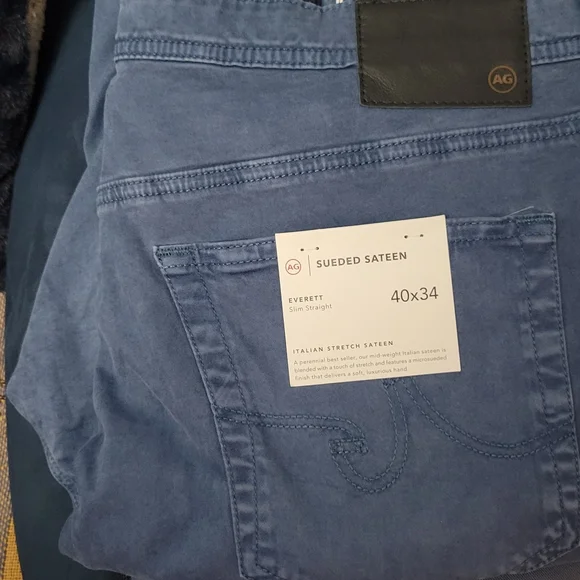 AG
AG SUEDED SATEEN
EVERETT
Slim Straight
40x34
ITALIAN STRETCH SATEEN
A perennial best seller, our mid weight Italian sateen is
blended with a touch of stretch and features a microsanded
finish that delivers a soft, luxurious hand.